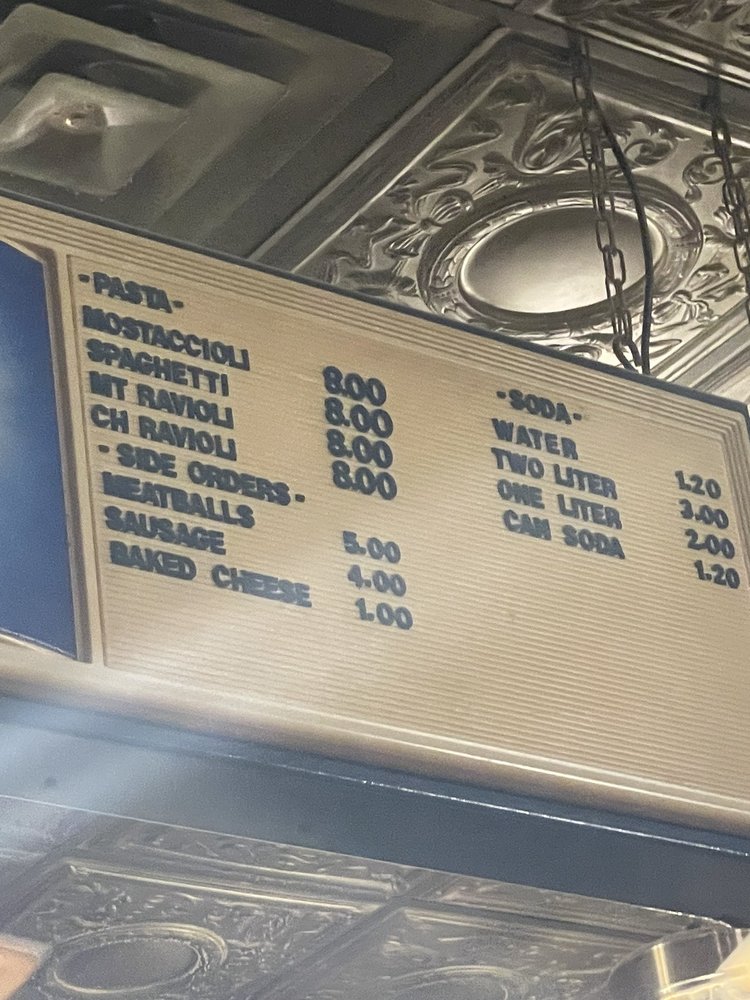 -PASTA-
MOSTACCIOLI 8.00
SPAGHETTI 8.00
MT RAVIOLI 8.00
CH RAVIOLI 8.00
-SIDE ORDERS-
MEATBALLS 5.00
SAUSAGE 4.00
BAKED CHEESE 1.00
-SODA-
WATER 1.20
TWO LITER 3.00
ONE LITER 2.00
CAN SODA 1.20